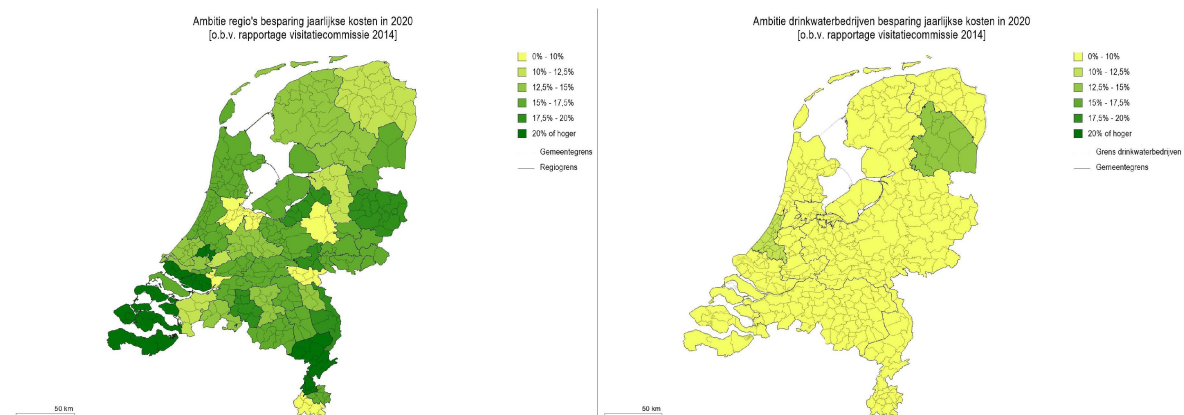 Ambitie regio's besparing jaarlijkse kosten in 2020
[o.b.v. rapportage visitatiecommissie 2014]
0% - 10%
10% - 12,5%
12,5% - 15%
15% - 17,5%
17,5% - 20%
20% of hoger
Gemeentegrens
Regiogrens
50 km
Ambitie drinkwaterbedrijven besparing jaarlijkse kosten in 2020
[o.b.v. rapportage visitatiecommissie 2014]
0% - 10%
10% - 12,5%
12,5% - 15%
15% - 17,5%
17,5% - 20%
20% of hoger
Grens drinkwaterbedrijven
Gemeentegrens
50 km